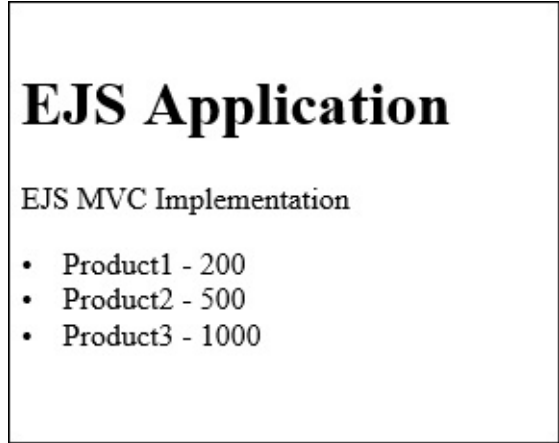 EJS Application
EJS MVC Implementation
• Product1 - 200
• Product2 - 500
• Product3 - 1000